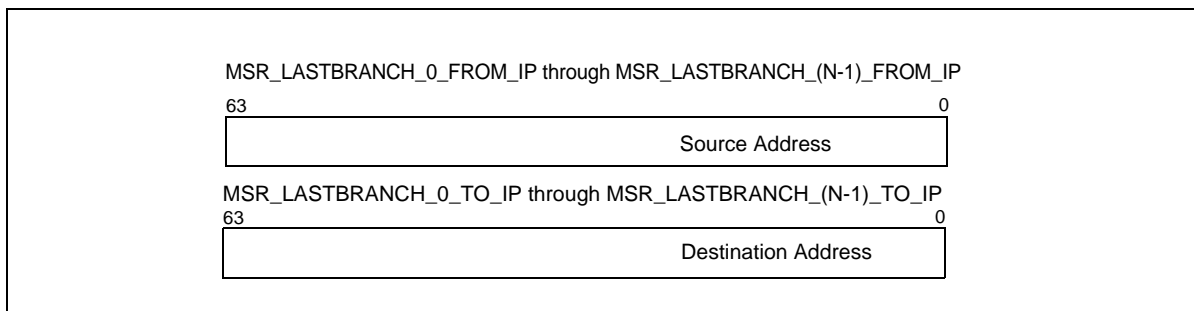 MSR_LASTBRANCH_0_FROM_IP through MSR_LASTBRANCH_(N-1)_FROM_IP
63 0
Source Address
MSR_LASTBRANCH_0_TO_IP through MSR_LASTBRANCH_(N-1)_TO_IP
63 0
Destination Address